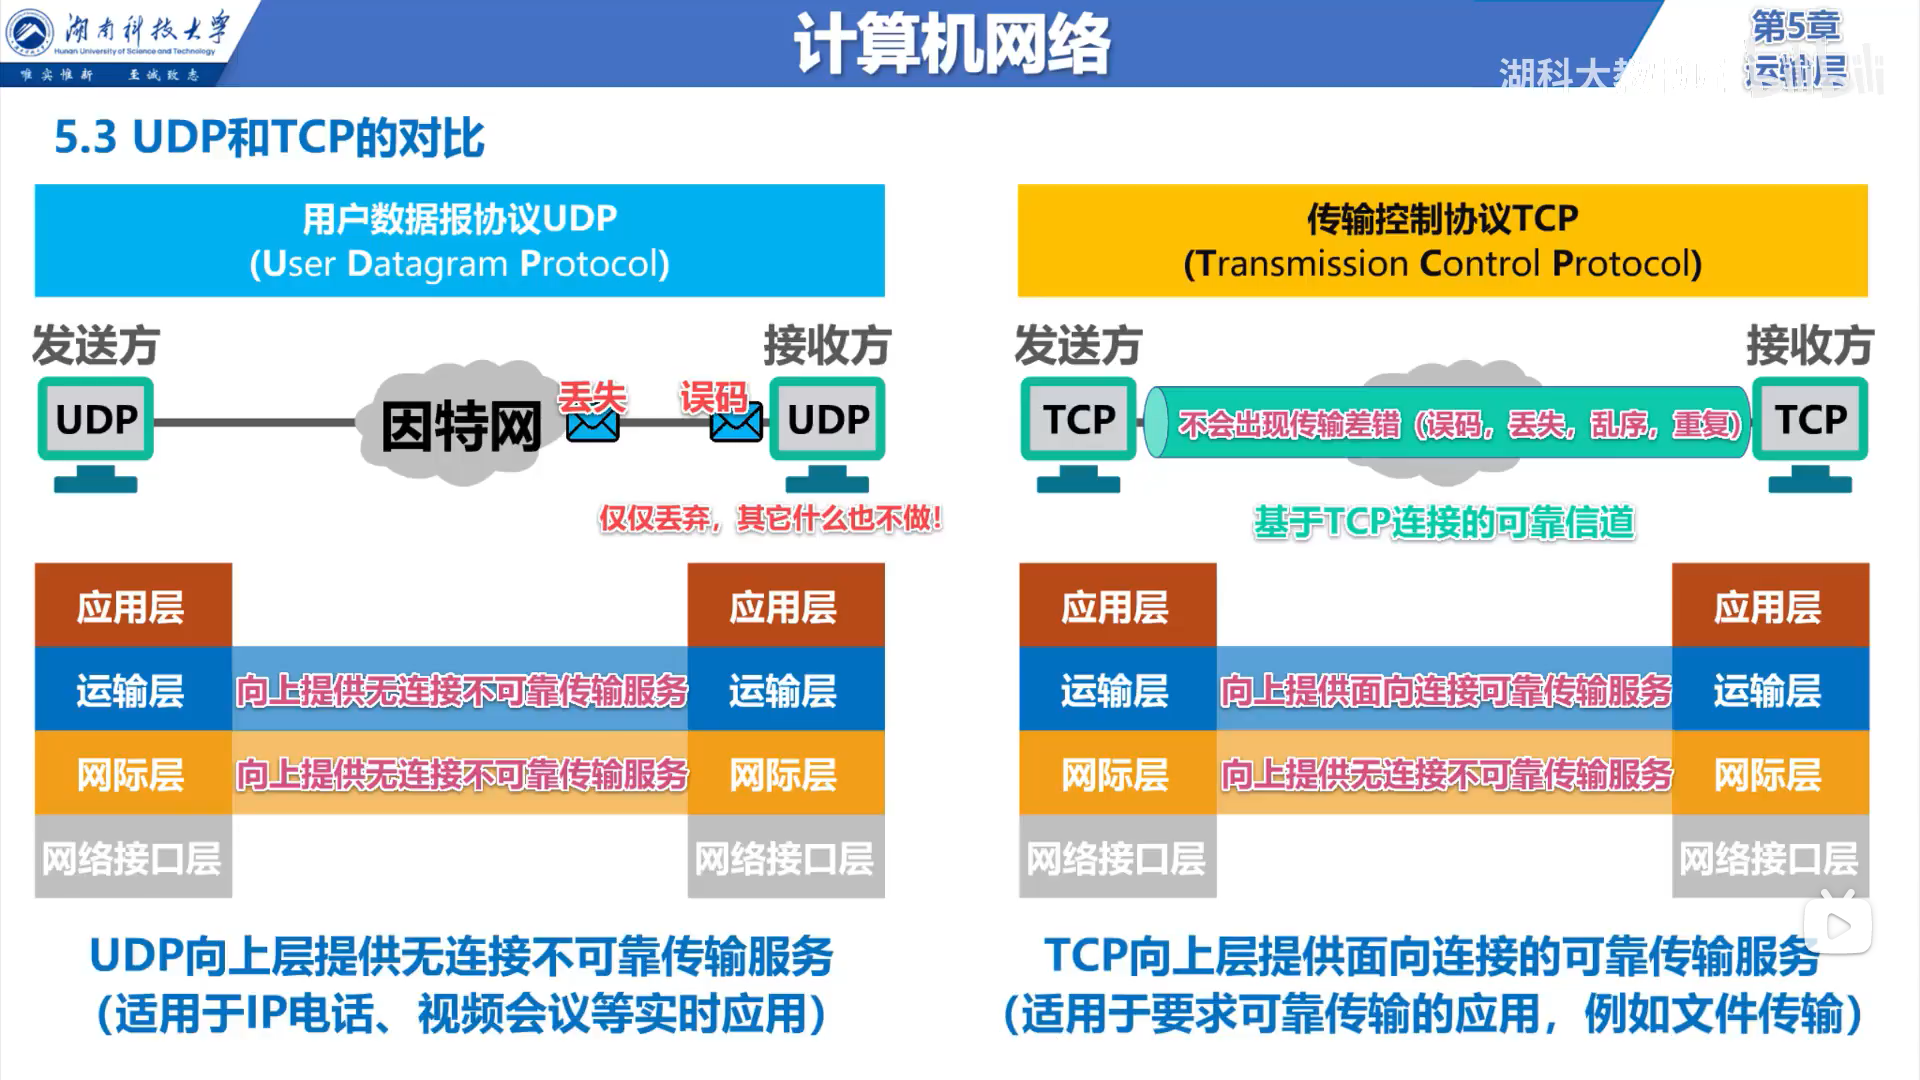 湖南科技大学
Hunan University of Science and Technology
唯实惟新 至诚致志
计算机网络
第5章
运输层
湖科大教
5.3 UDP和TCP的对比
用户数据报协议UDP
(User Datagram Protocol)
发送方
接收方
UDP
因特网
丢失
误码
UDP
仅仅丢弃，其它什么也不做！
应用层
应用层
运输层
向上提供无连接不可靠传输服务
运输层
网际层
向上提供无连接不可靠传输服务
网际层
网络接口层
网络接口层
UDP向上层提供无连接不可靠传输服务
（适用于IP电话、视频会议等实时应用）
传输控制协议TCP
(Transmission Control Protocol)
发送方
接收方
TCP
不会出现传输差错（误码，丢失，乱序，重复）
TCP
基于TCP连接的可靠信道
应用层
应用层
运输层
向上提供面向连接可靠传输服务
运输层
网际层
向上提供无连接不可靠传输服务
网际层
网络接口层
网络接口层
TCP向上层提供面向连接的可靠传输服务
（适用于要求可靠传输的应用，例如文件传输）